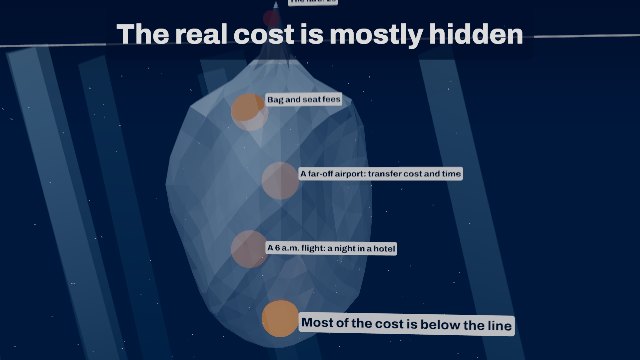 The real cost is mostly hidden
Bag and seat fees
A far-off airport: transfer cost and time
A 6 a.m. flight: a night in a hotel
Most of the cost is below the line